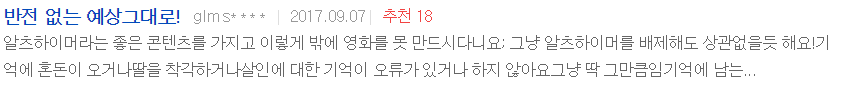 반전 없는 예상그대로! glms**** | 2017.09.07 | 추천 18
알츠하이머라는 좋은 콘텐츠를 가지고 이렇게 밖에 영화를 못 만드시다니요; 그냥 알츠하이머를 배제해도 상관없을듯 해요!기
억에 혼돈이 오거나딸을 착각하거나살인에 대한 기억이 오류가 있거나 하지 않아요그냥 딱 그만큼임기억에 남는...